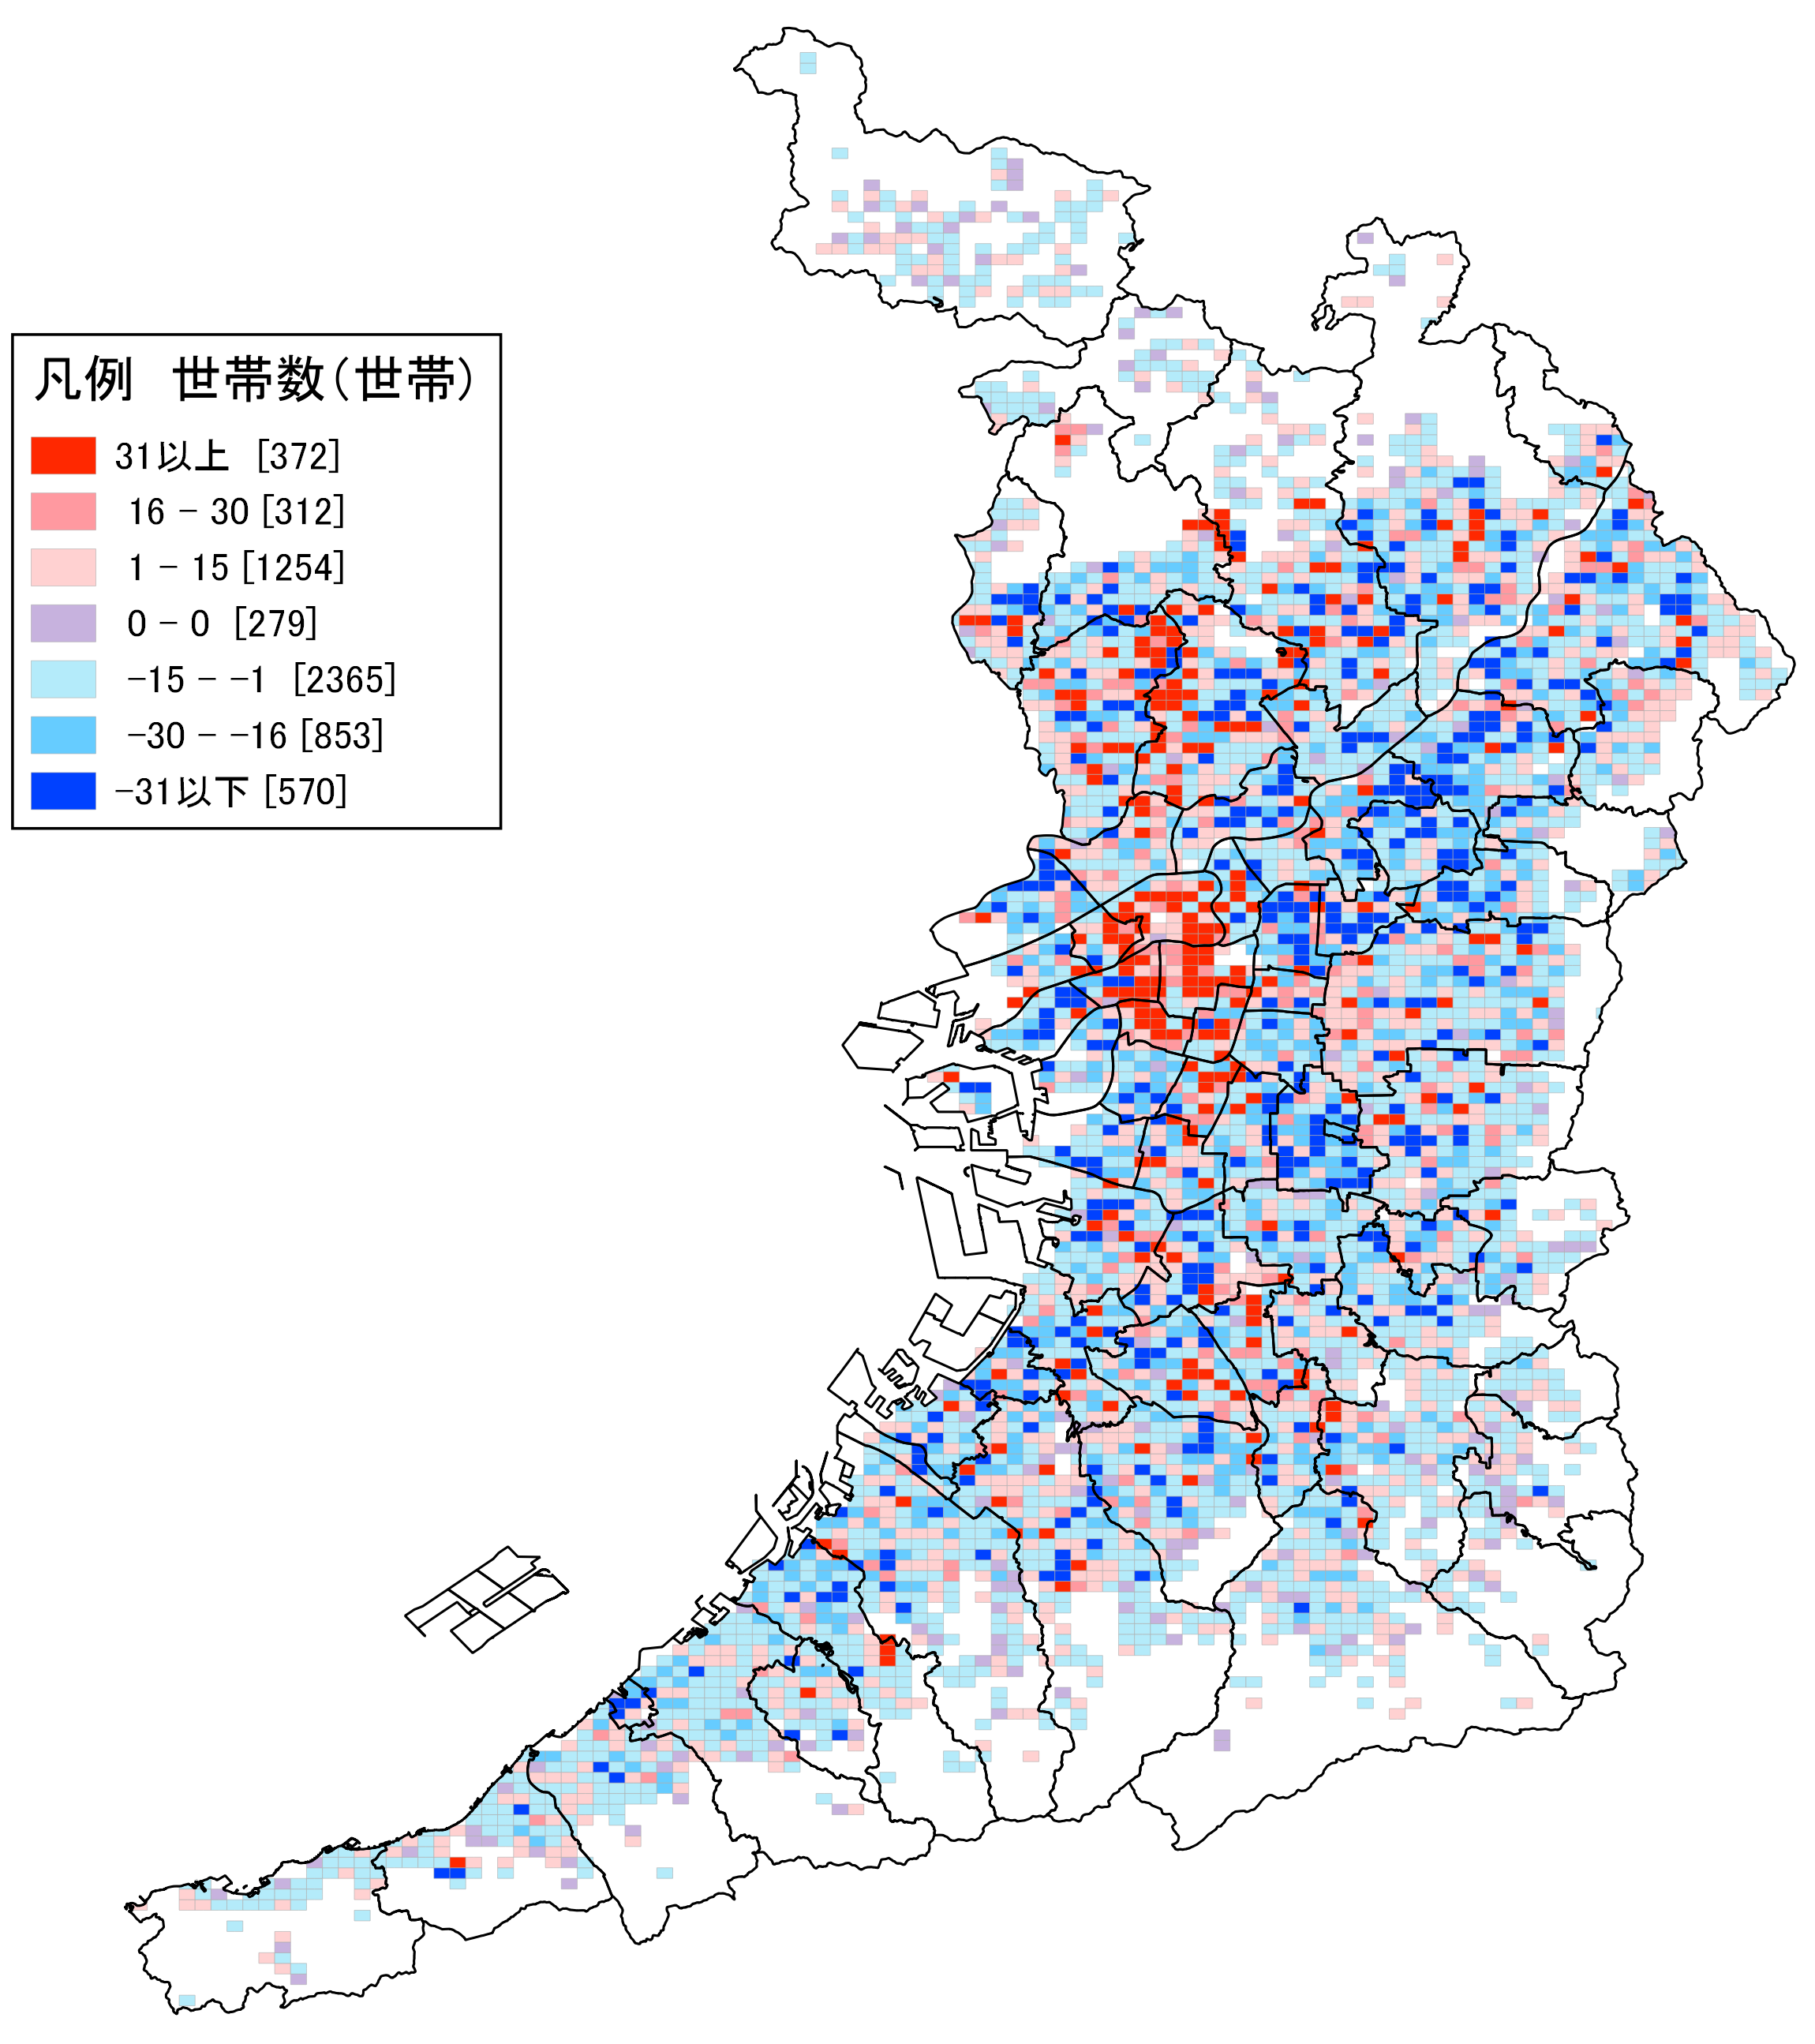 凡例　世帯数（世帯）
31以上 [372]
16 – 30 [312]
1 – 15 [1254]
0 – 0 [279]
-15 – -1 [2365]
-30 – -16 [853]
-31以下 [570]